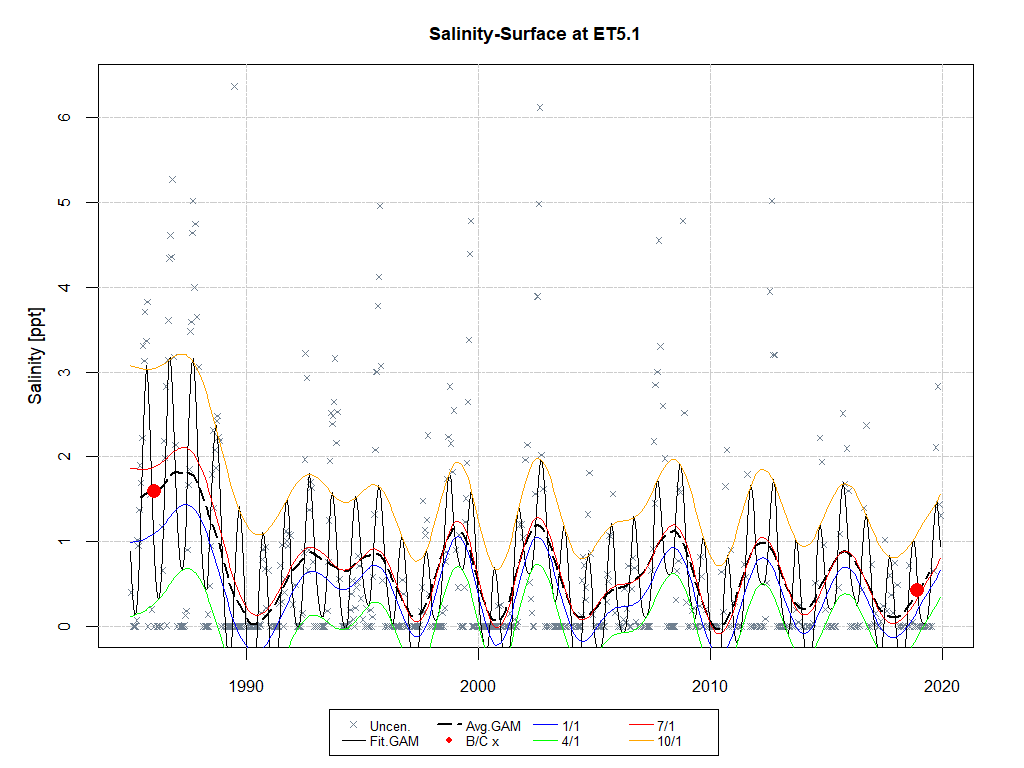 Salinity-Surface at ET5.1
Salinity [ppt]
6
5
4
3
2
1
0
1990 2000 2010 2020
Uncen. Avg.GAM 1/1 7/1
Fit.GAM B/C x 4/1 10/1